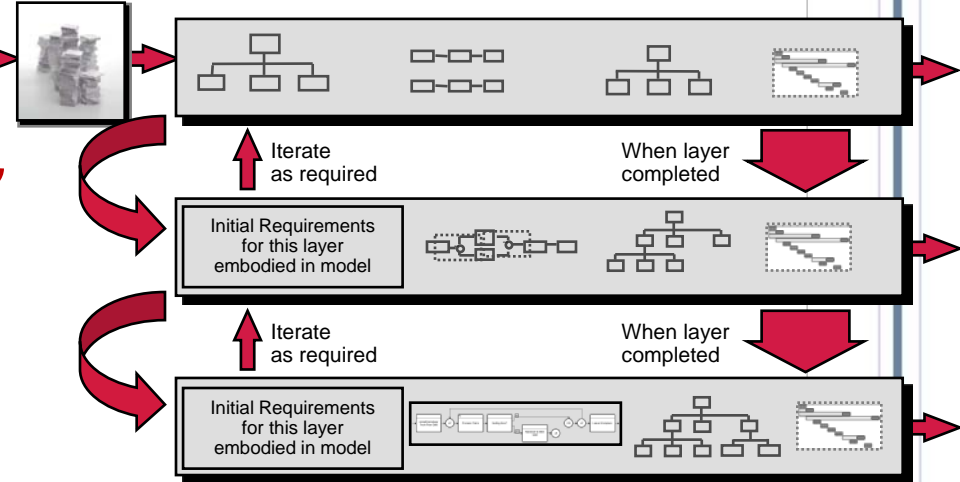 Iterate
as required
When layer
completed
Initial Requirements
for this layer
embodied in model
Iterate
as required
When layer
completed
Initial Requirements
for this layer
embodied in model